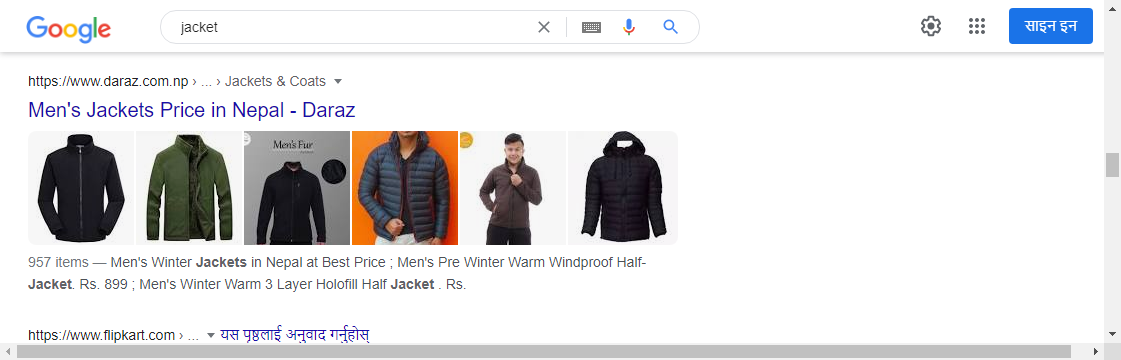 Google
jacket
साइन इन
https://www.daraz.com.np › ... › Jackets & Coats
Men's Jackets Price in Nepal - Daraz
Men's Fur
957 items — Men's Winter Jackets in Nepal at Best Price ; Men's Pre Winter Warm Windproof Half-
Jacket. Rs. 899 ; Men's Winter Warm 3 Layer Holofill Half Jacket . Rs.
https://www.flipkart.com › ... यस पृष्ठलाई अनुवाद गर्नुहोस्